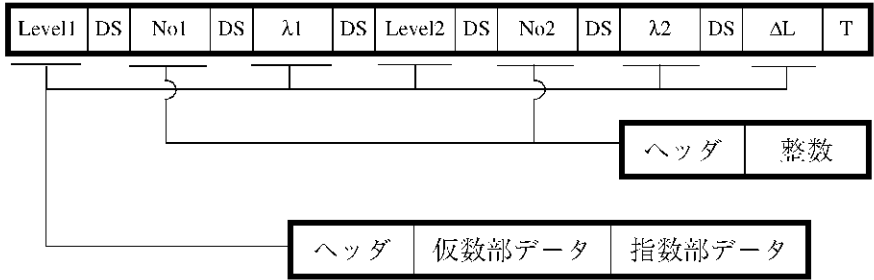 Level1 DS No1 DS λ1 DS Level2 DS No2 DS λ2 DS ΔL T
ヘッダ 整数
ヘッダ 仮数部データ 指数部データ